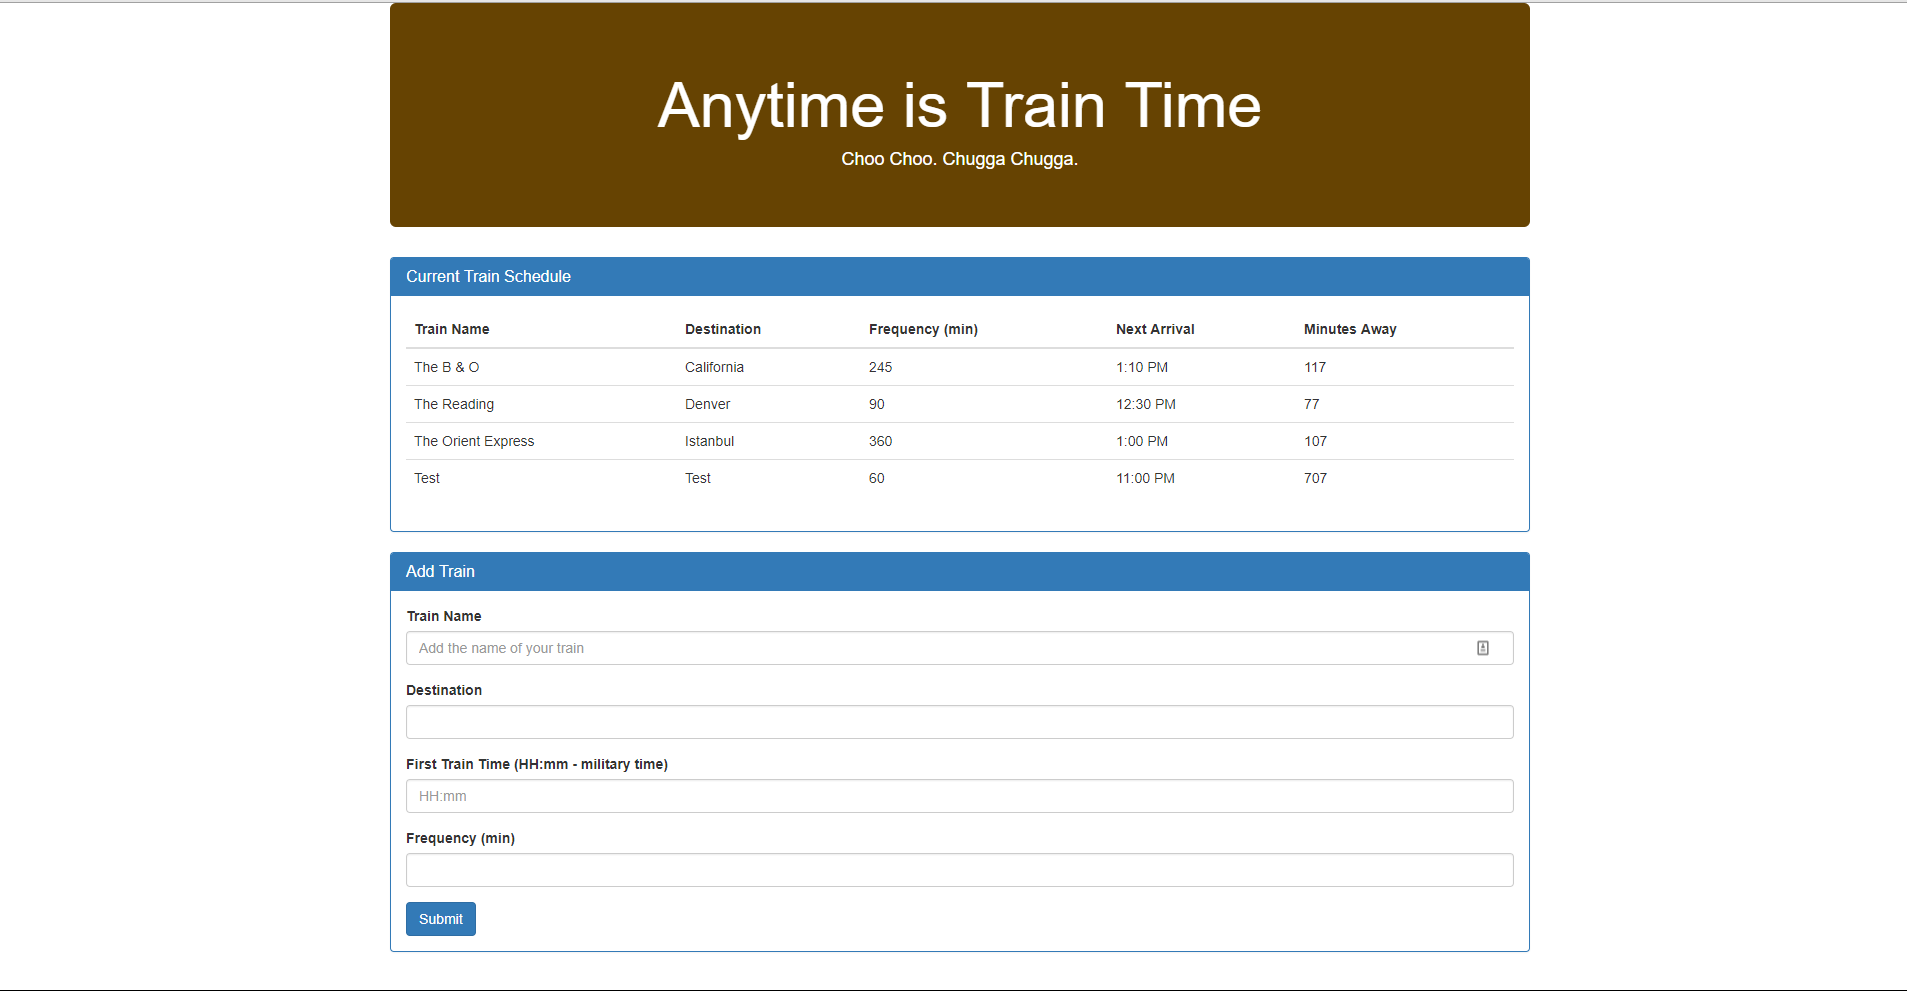 Anytime is Train Time
Choo Choo. Chugga Chugga.
Current Train Schedule
Train Name Destination Frequency (min) Next Arrival Minutes Away
The B & O California 245 1:10 PM 117
The Reading Denver 90 12:30 PM 77
The Orient Express Istanbul 360 1:00 PM 107
Test Test 60 11:00 PM 707
Add Train
Train Name
Add the name of your train
Destination
First Train Time (HH:mm - military time)
HH:mm
Frequency (min)
Submit